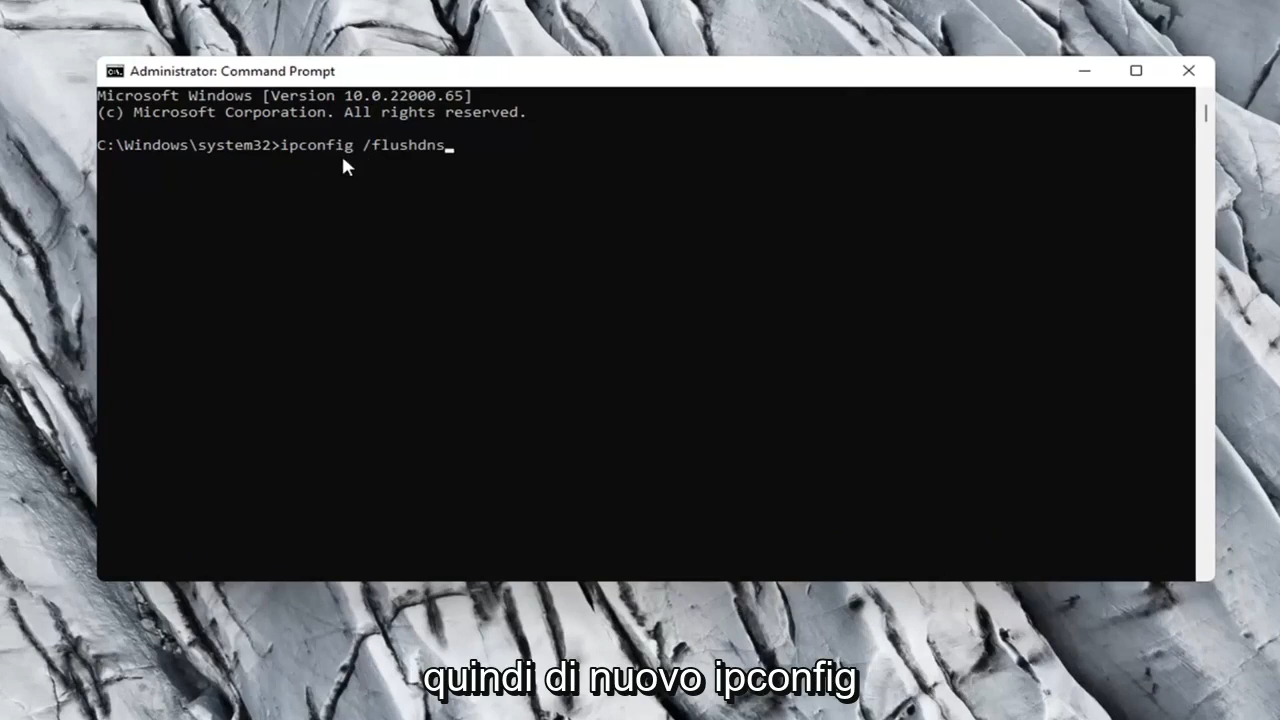 Administrator: Command Prompt
Microsoft Windows [Version 10.0.22000.65]
(c) Microsoft Corporation. All rights reserved.
C:\Windows\system32>ipconfig /flushdns
quindi di nuovo ipconfig